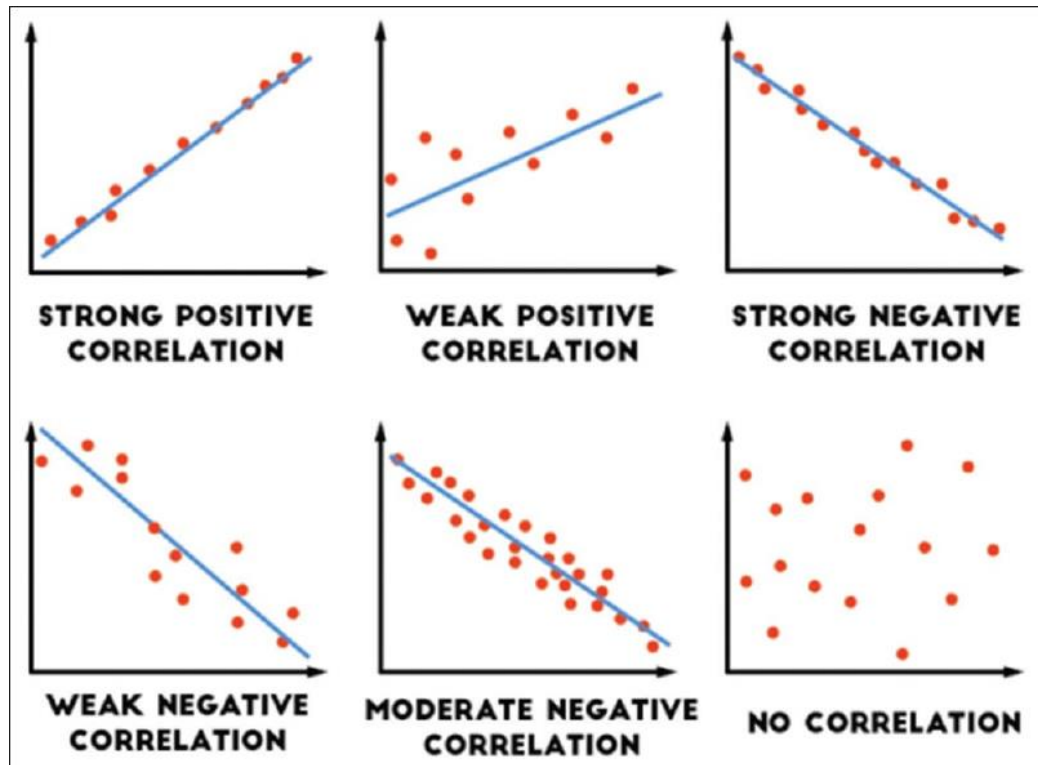 STRONG POSITIVE
CORRELATION
WEAK POSITIVE
CORRELATION
STRONG NEGATIVE
CORRELATION
WEAK NEGATIVE
CORRELATION
MODERATE NEGATIVE
CORRELATION
NO CORRELATION